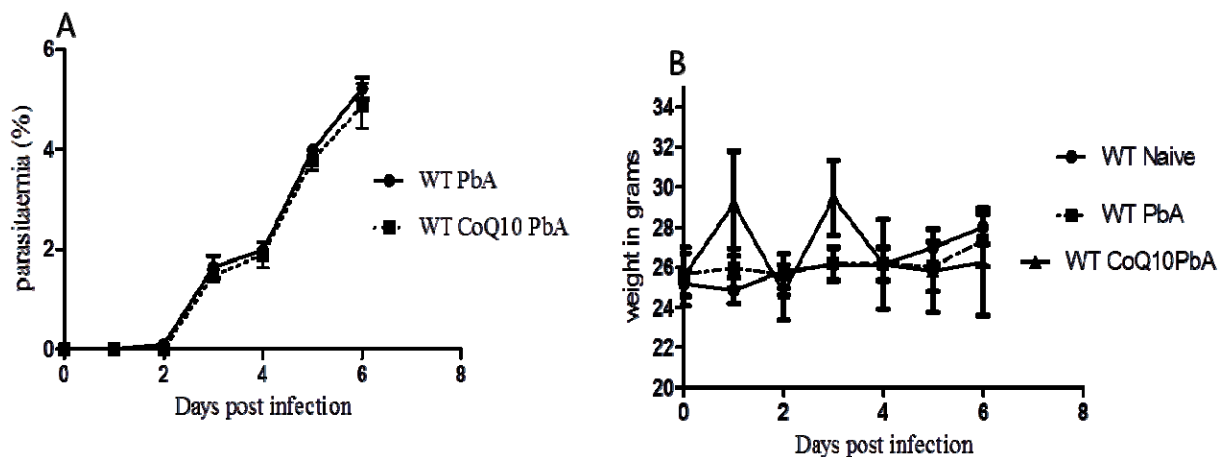 A
6
4
2
0
parasitaemia (%)
0 2 4 6 8
Days post infection
WT PbA
WT CoQ10 PbA
B
34
32
30
28
26
24
22
20
weight in grams
0 2 4 6 8
Days post infection
WT Naive
WT PbA
WT CoQ10PbA